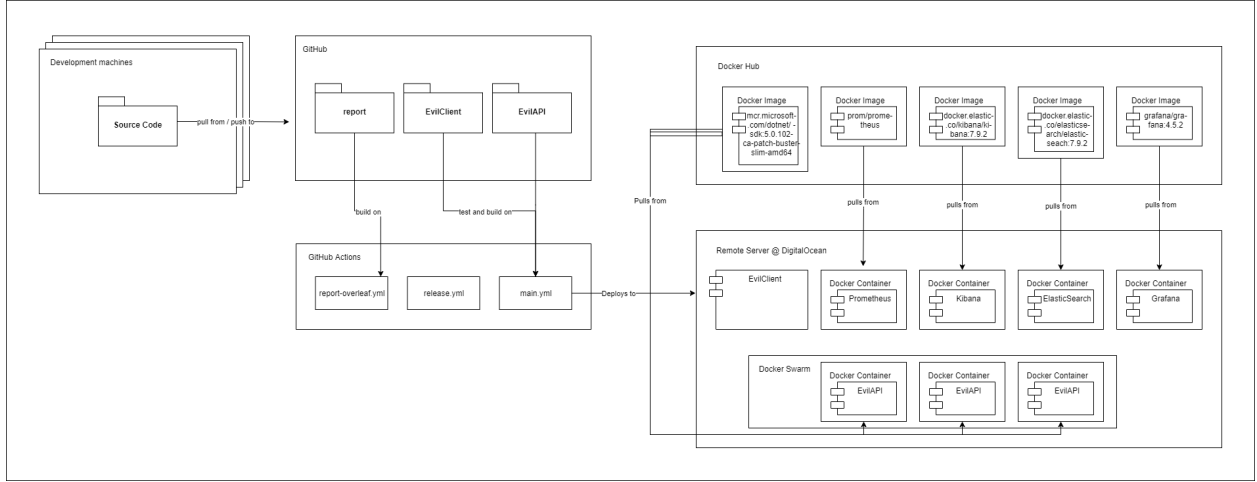 Development machines
Source Code
pull from / push to
GitHub
report
EvilClient
EvilAPI
build on
test and build on
GitHub Actions
report-overleaf.yml
release.yml
main.yml
Deploys to
Docker Hub
Docker Image
mcr.microsoft-
.com/dotnet/ -
sdk:5.0.102-
ca-patch-buster-
slim-amd64
Docker Image
prom/prome-
theus
Docker Image
docker.elastic-
.co/kibana/ki-
bana:7.9.2
Docker Image
docker.elastic-
.co/elasticse-
arch/elastic-
seach:7.9.2
Docker Image
grafana/gra-
fana:4.5.2
Pulls from
pulls from
pulls from
pulls from
pulls from
Remote Server @ DigitalOcean
EvilClient
Docker Container
Prometheus
Docker Container
Kibana
Docker Container
ElasticSearch
Docker Container
Grafana
Docker Swarm
Docker Container
EvilAPI
Docker Container
EvilAPI
Docker Container
EvilAPI